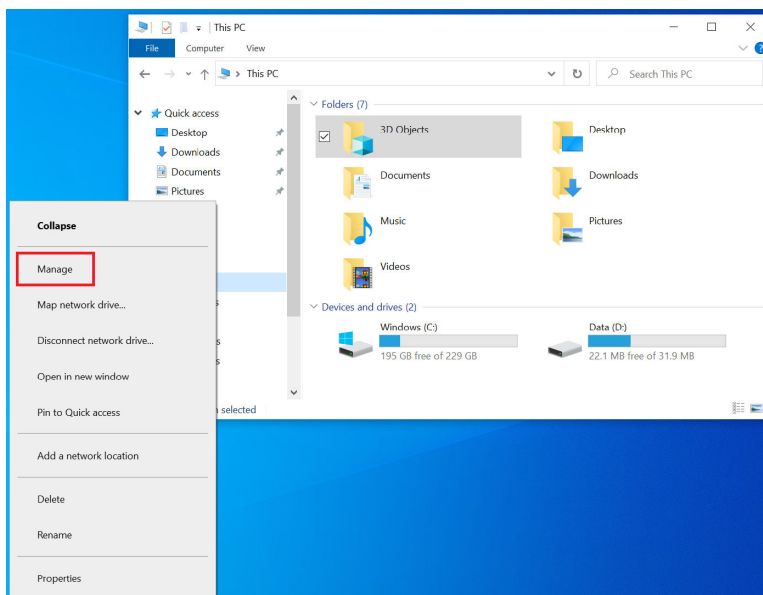 This PC
File Computer View
This PC
Search This PC
Quick access
Desktop
Downloads
Documents
Pictures
Folders (7)
3D Objects
Desktop
Documents
Downloads
Music
Pictures
Videos
Devices and drives (2)
Windows (C:)
195 GB free of 229 GB
Data (D:)
22.1 MB free of 31.9 MB
selected
Collapse
Manage
Map network drive...
Disconnect network drive...
Open in new window
Pin to Quick access
Add a network location
Delete
Rename
Properties